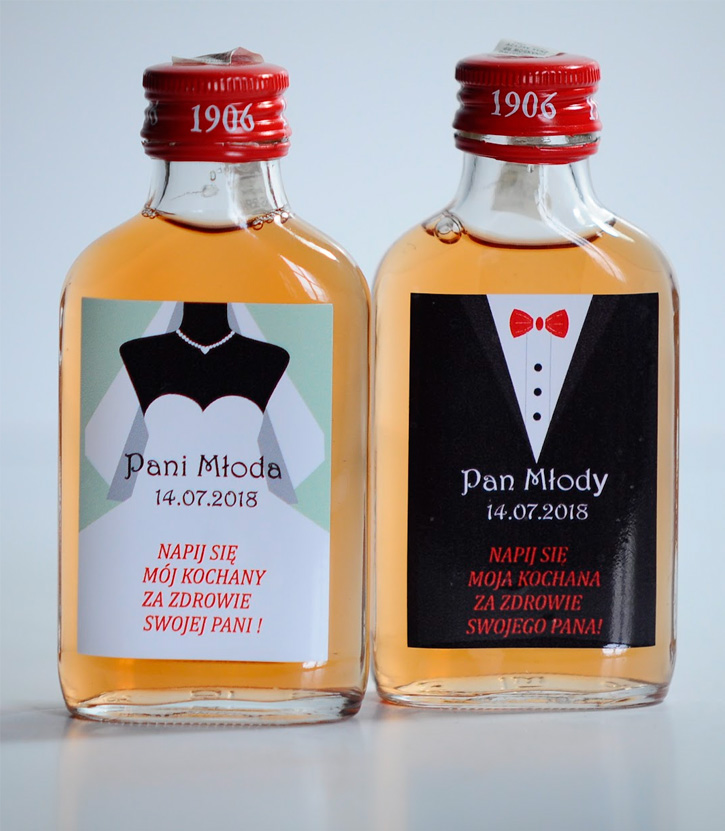 1906
Pani Młoda
14.07.2018
NAPIJ SIĘ
MÓJ KOCHANY
ZA ZDROWIE
SWOJEJ PANI !
1906
Pan Młody
14.07.2018
NAPIJ SIĘ
MOJA KOCHANA
ZA ZDROWIE
SWOJEGO PANA!